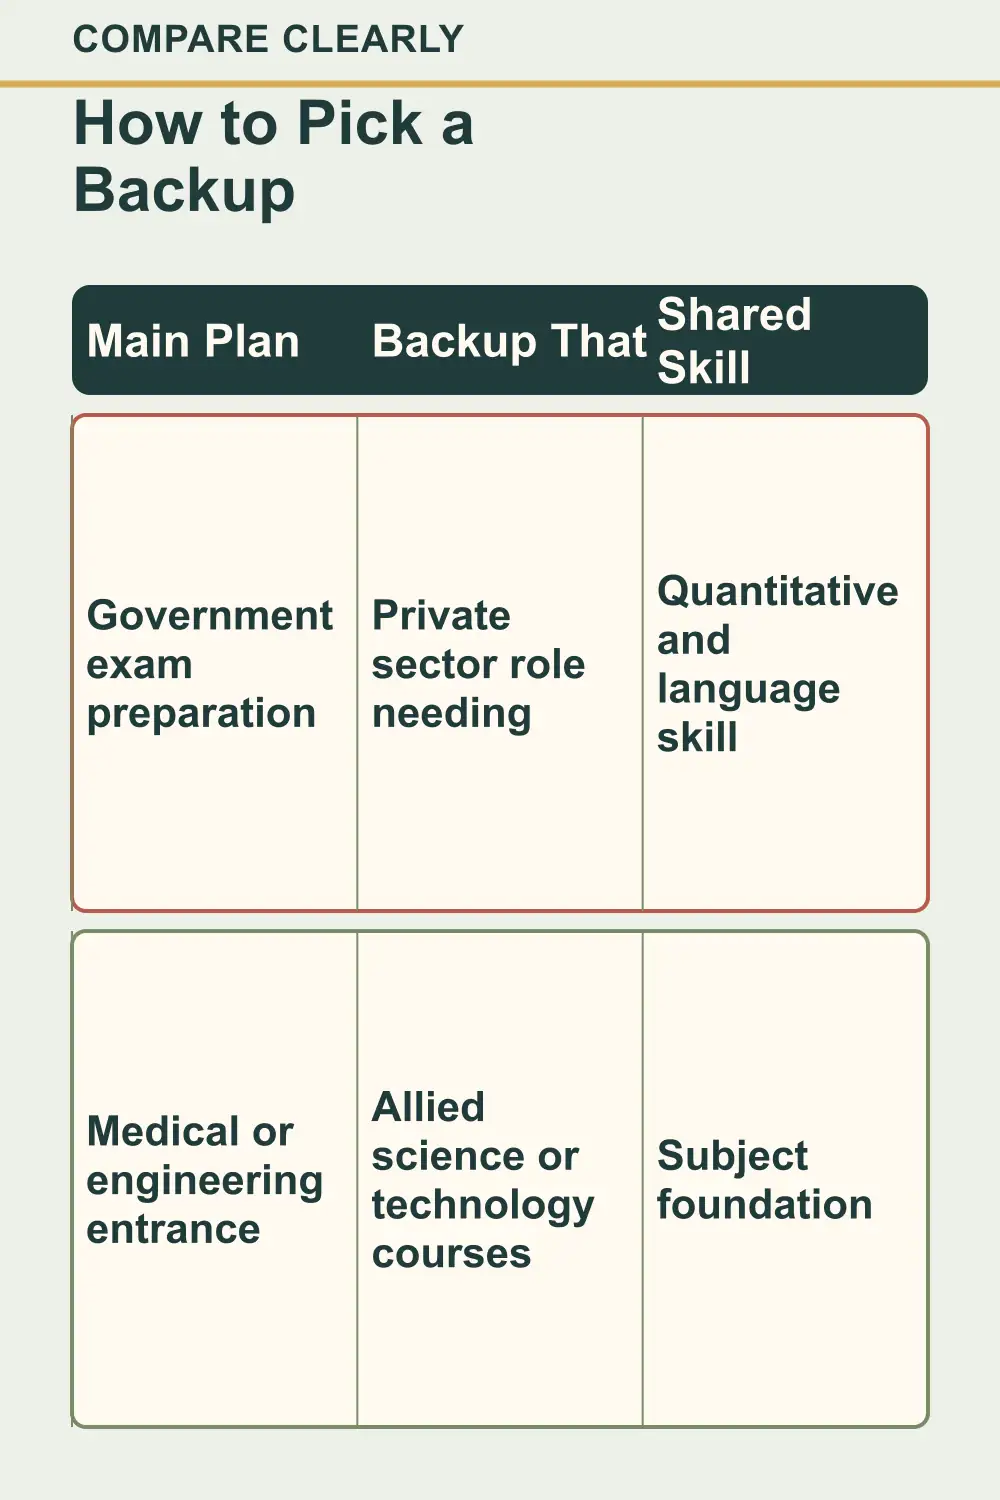 COMPARE CLEARLY
How to Pick a
Backup
Main Plan
Backup That
Shared
Skill
Government
exam
preparation
Private
sector role
needing
Quantitative
and
language
skill
Medical or
engineering
entrance
Allied
science or
technology
courses
Subject
foundation